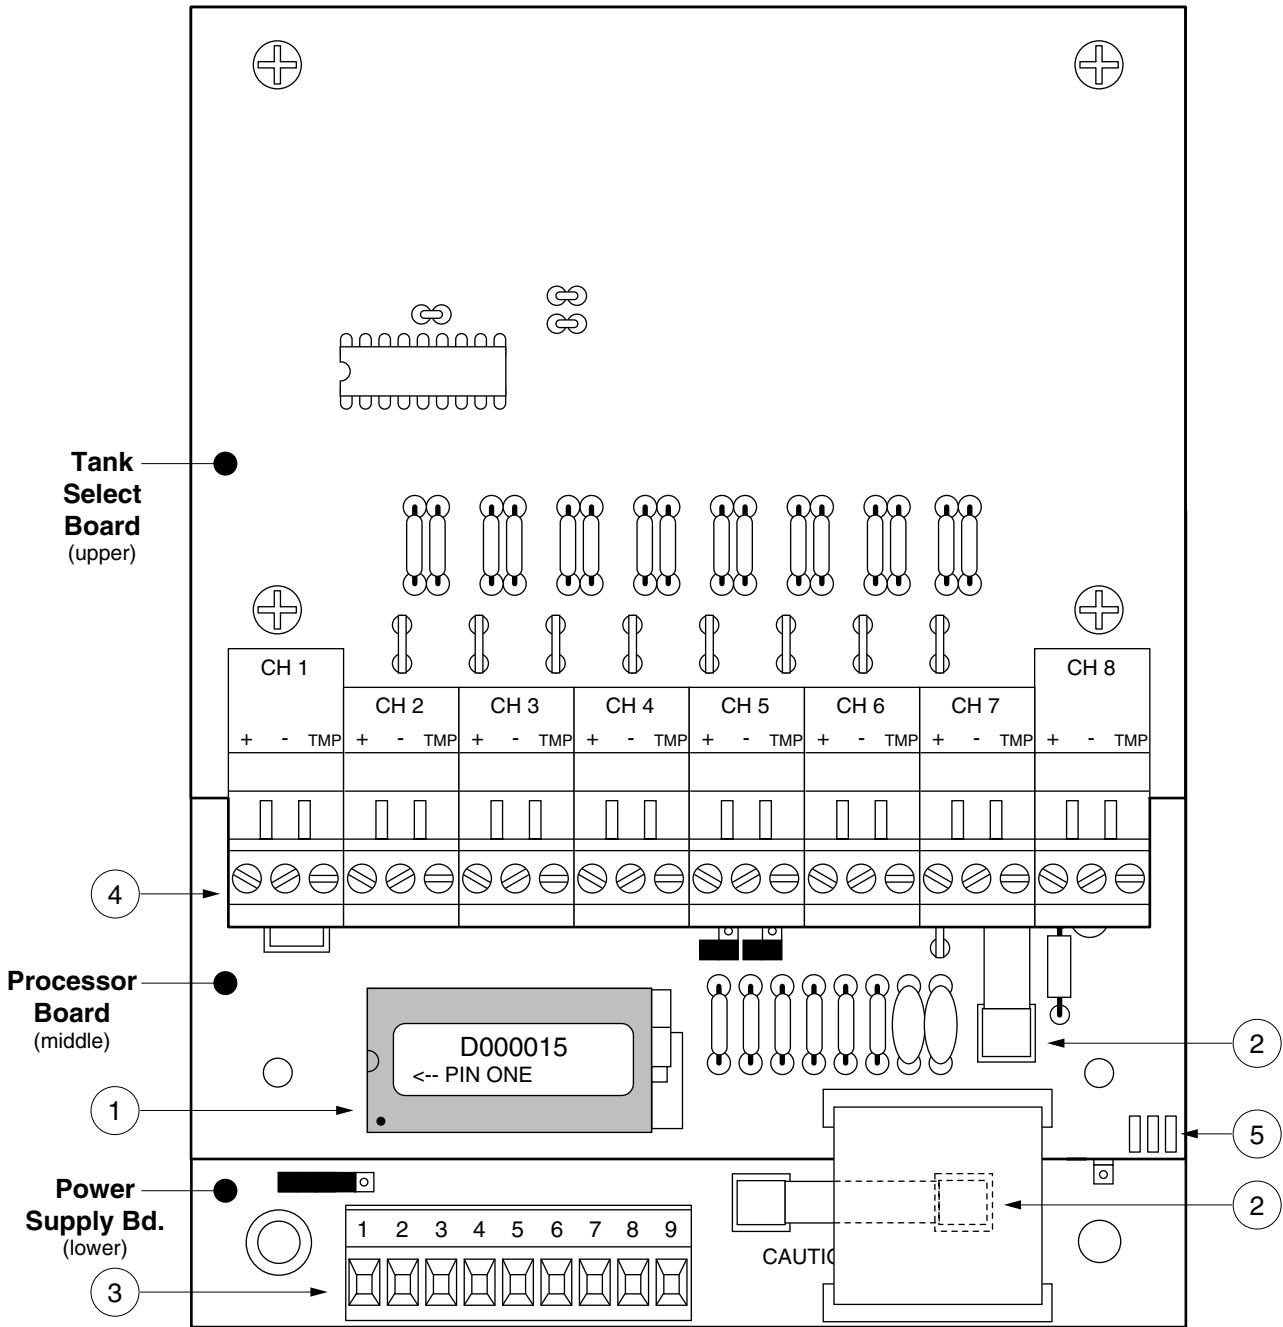 Tank
Select
Board
(upper)
CH 1
CH 8
CH 2
CH 3
CH 4
CH 5
CH 6
CH 7
+ - TMP + - TMP + - TMP + - TMP + - TMP + - TMP + - TMP + - TMP
4
Processor
Board
(middle)
D000015
<-- PIN ONE
2
1
5
Power
Supply Bd.
(lower)
2
1 2 3 4 5 6 7 8 9
CAUTIC
3